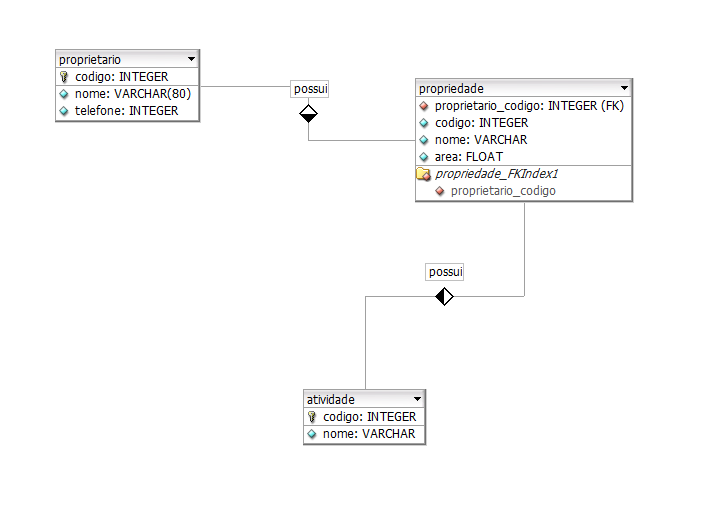 proprietario
codigo: INTEGER
nome: VARCHAR(80)
telefone: INTEGER
possui
propriedade
proprietario_codigo: INTEGER (FK)
codigo: INTEGER
nome: VARCHAR
area: FLOAT
propriedade_FKIndex1
proprietario_codigo
possui
atividade
codigo: INTEGER
nome: VARCHAR